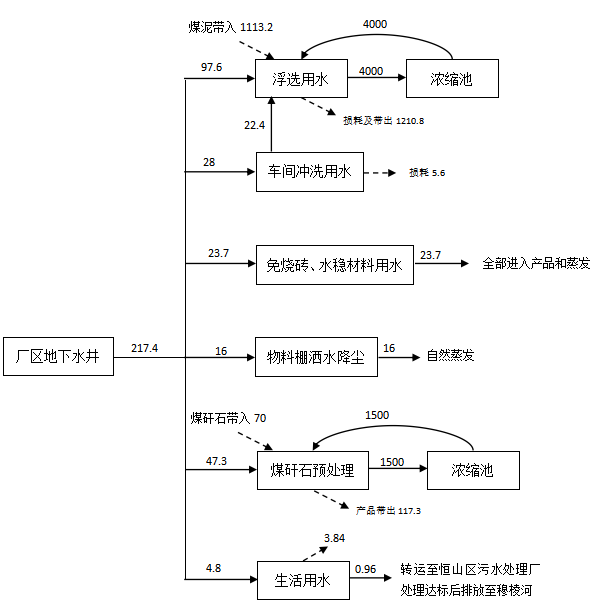 煤泥带入 1113.2
4000
97.6
浮选用水
4000
浓缩池
损耗及带出 1210.8
22.4
28
车间冲洗用水
损耗 5.6
23.7
免烧砖、水稳材料用水
23.7
全部进入产品和蒸发
厂区地下水井
217.4
16
物料棚洒水降尘
16
自然蒸发
煤矸石带入 70
1500
47.3
煤矸石预处理
1500
浓缩池
产品带出 117.3
3.84
4.8
生活用水
0.96
转运至恒山区污水处理厂
处理达标后排放至穆棱河